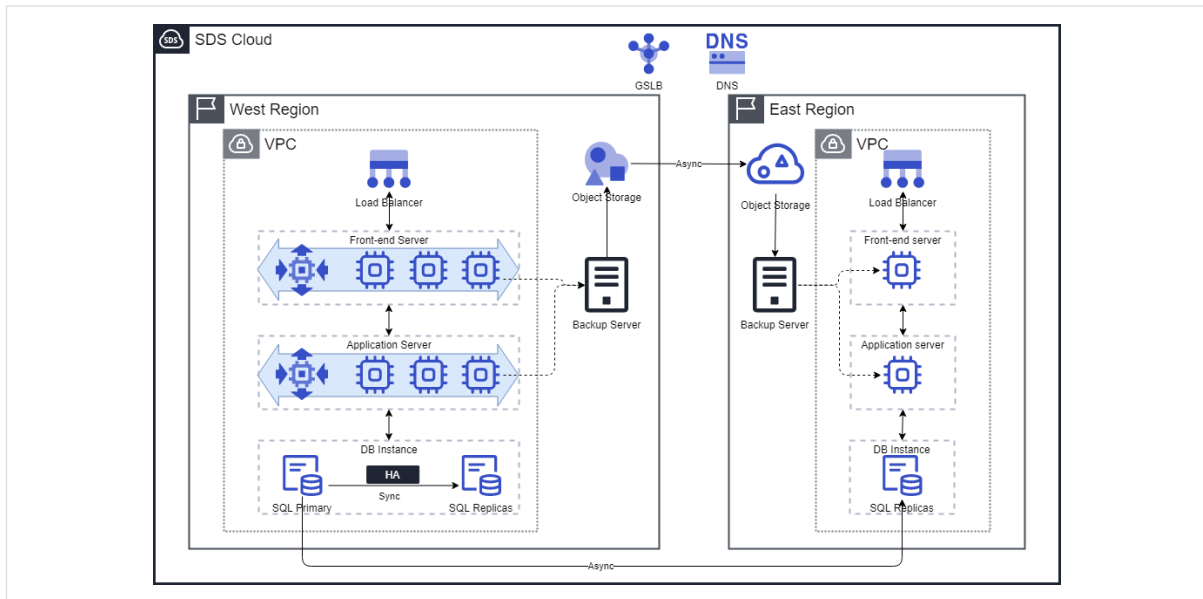 SDS
SDS Cloud
GSLB
DNS
DNS
West Region
VPC
Load Balancer
Front-end Server
Application Server
DB Instance
HA
Sync
SQL Primary
SQL Replicas
Object Storage
Backup Server
Async
East Region
Object Storage
Backup Server
VPC
Load Balancer
Front-end server
Application server
DB Instance
SQL Replicas
Async